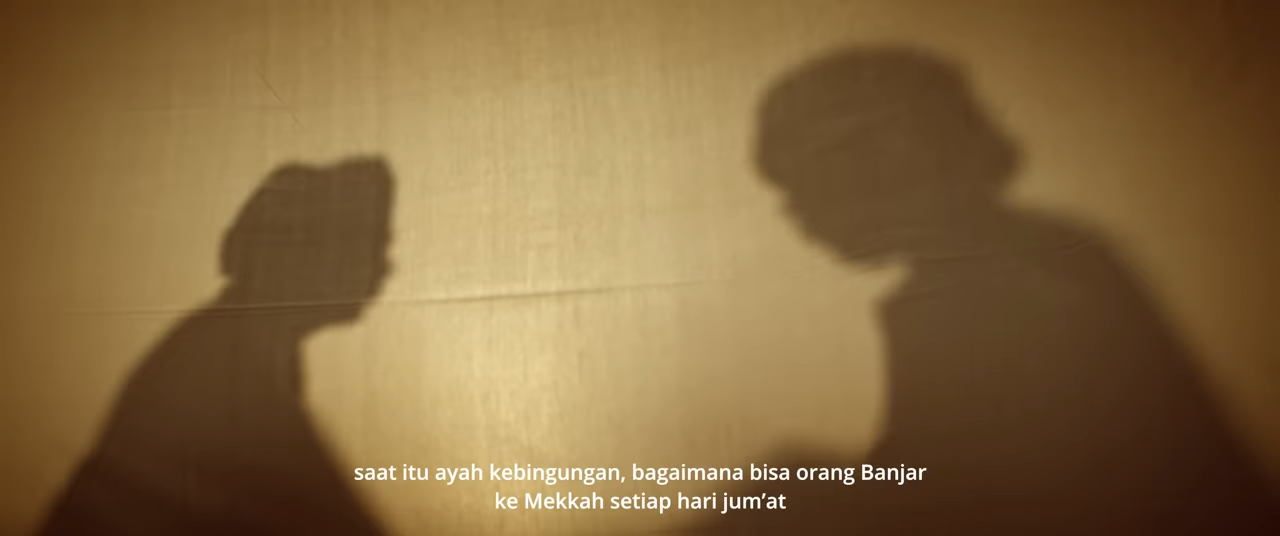 saat itu ayah kebingungan, bagaimana bisa orang Banjar
ke Mekkah setiap hari jum’at